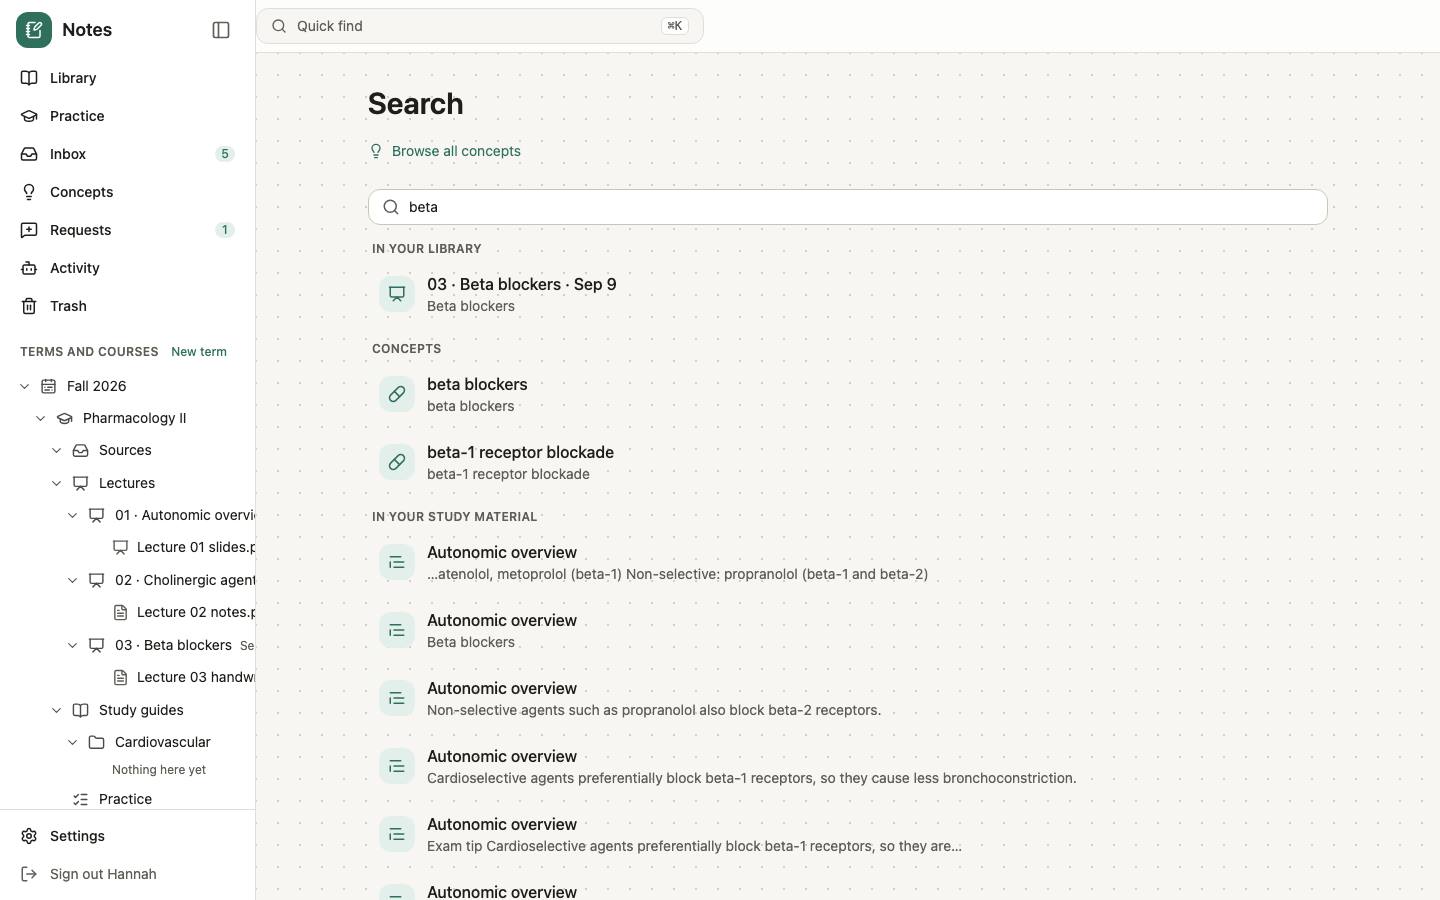 Notes
Library
Practice
Inbox 5
Concepts
Requests 1
Activity
Trash
TERMS AND COURSES New term
Fall 2026
Pharmacology II
Sources
Lectures
01 · Autonomic overvi
Lecture 01 slides.p
02 · Cholinergic agent
Lecture 02 notes.p
03 · Beta blockers Se
Lecture 03 handwr
Study guides
Cardiovascular
Nothing here yet
Practice
Settings
Sign out Hannah
Quick find ⌘K
Search
Browse all concepts
beta
IN YOUR LIBRARY
03 · Beta blockers · Sep 9
Beta blockers
CONCEPTS
beta blockers
beta blockers
beta-1 receptor blockade
beta-1 receptor blockade
IN YOUR STUDY MATERIAL
Autonomic overview
…atenolol, metoprolol (beta-1) Non-selective: propranolol (beta-1 and beta-2)
Autonomic overview
Beta blockers
Autonomic overview
Non-selective agents such as propranolol also block beta-2 receptors.
Autonomic overview
Cardioselective agents preferentially block beta-1 receptors, so they cause less bronchoconstriction.
Autonomic overview
Exam tip Cardioselective agents preferentially block beta-1 receptors, so they are…
Autonomic overview